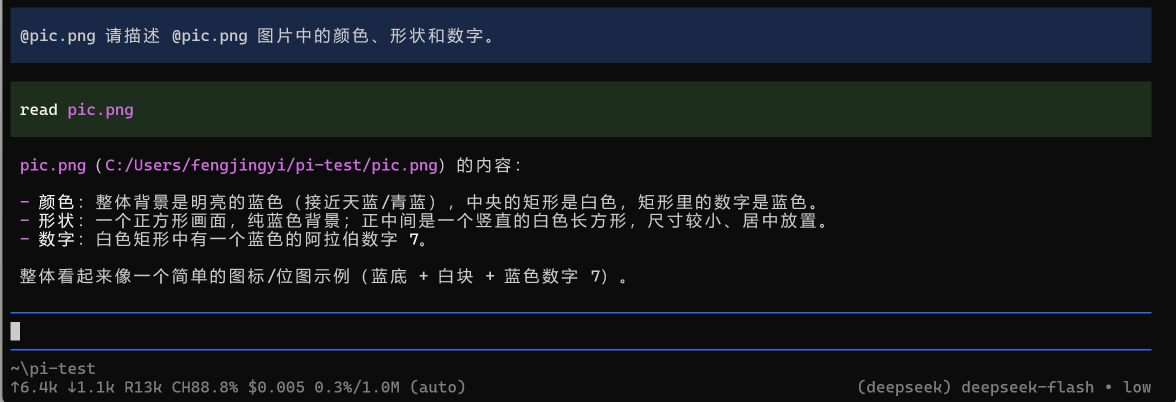 @pic.png 请描述 @pic.png 图片中的颜色、形状和数字。
read pic.png
pic.png (C:/Users/fengjingyi/pi-test/pic.png) 的内容:
- 颜色: 整体背景是明亮的蓝色 (接近天蓝/青蓝), 中央的矩形是白色, 矩形里的数字是蓝色。
- 形状: 一个正方形画面, 纯蓝色背景; 正中间是一个竖直的白色长方形, 尺寸较小、居中放置。
- 数字: 白色矩形中有一个蓝色的阿拉伯数字 7。
整体看起来像一个简单的图标/位图示例 (蓝底 + 白块 + 蓝色数字 7) 。
~\pi-test
↑6.4k ↓1.1k R13k CH88.8% $0.005 0.3%/1.0M (auto) (deepseek) deepseek-flash • low